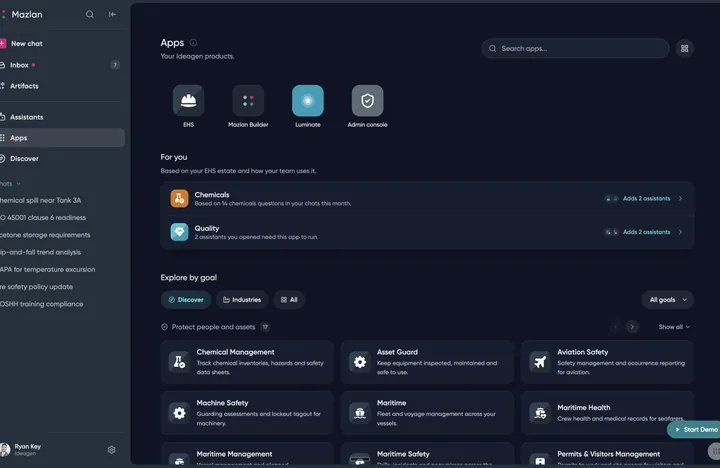 Mazlan
New chat
Inbox
7
Artifacts
Assistants
Apps
Discover
hats
hemical spill near Tank 3A
O 45001 clause 6 readiness
cetone storage requirements
ip-and-fall trend analysis
APA for temperature excursion
re safety policy update
OSHH training compliance
Ryan Key
Ideagen
Apps
Your Ideagen products.
Search apps...
EHS
Mazlan Builder
Luminate
Admin console
For you
Based on your EHS estate and how your team uses it.
Chemicals
Based on 14 chemicals questions in your chats this month.
Adds 2 assistants
Quality
2 assistants you opened need this app to run.
Adds 2 assistants
Explore by goal
Discover
Industries
All
All goals
Protect people and assets 17
Show all
Chemical Management
Track chemical inventories, hazards and safety
data sheets.
Asset Guard
Keep equipment inspected, maintained and
safe to use.
Aviation Safety
Safety management and occurrence reporting
for aviation.
Machine Safety
Guarding assessments and lockout tagout for
machinery.
Maritime
Fleet and voyage management across your
vessels.
Maritime Health
Crew health and medical records for seafarers.
Start Demo
Maritime Management
Maritime Safety
Permits & Visitors Management